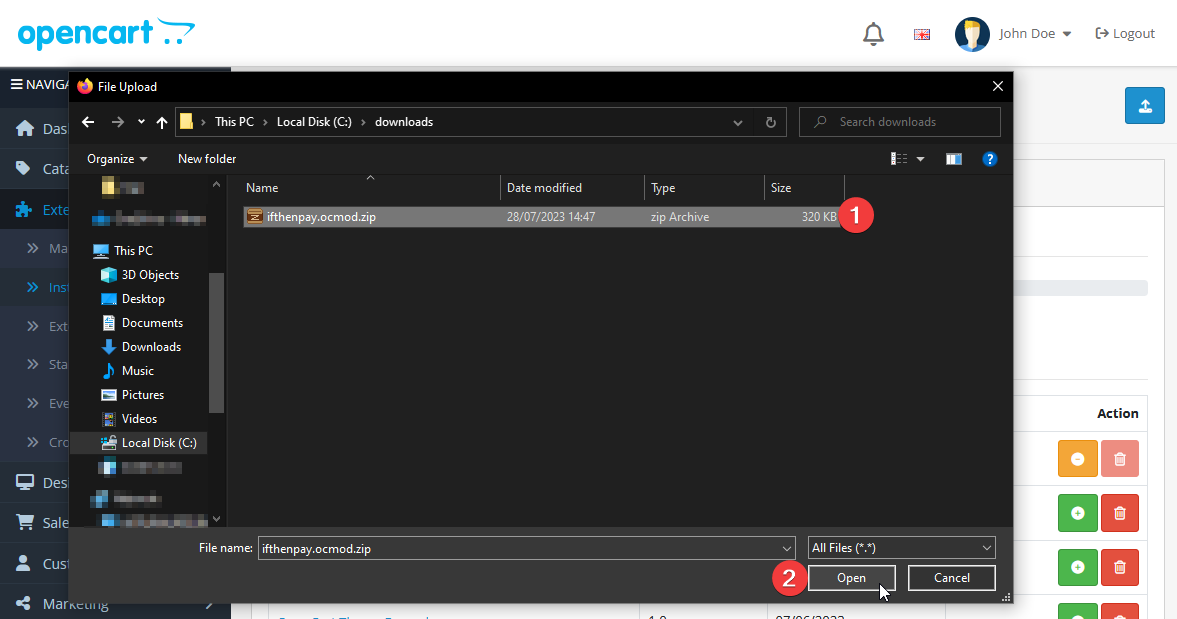 opencart
John Doe
Logout
NAVIGA
File Upload
This PC > Local Disk (C:) > downloads
Search downloads
Organize
New folder
Das
Cata
Exte
Ma
Ins
Ext
Sta
Eve
Cro
Des
Sale
Cust
Marketing
Name Date modified Type Size
ifthenpay.ocmod.zip 28/07/2023 14:47 zip Archive 320 KB
1
This PC
3D Objects
Desktop
Documents
Downloads
Music
Pictures
Videos
Local Disk (C:)
Action
File name: ifthenpay.ocmod.zip All Files (*.*)
2
Open Cancel